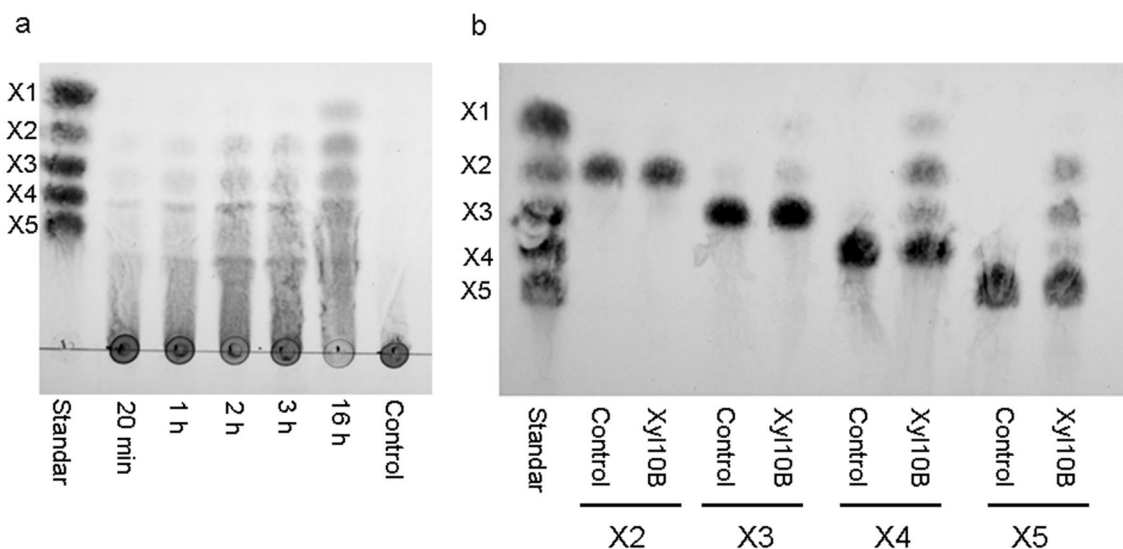 a
X1
X2
X3
X4
X5
Standar
20 min
1 h
2 h
3 h
16 h
Control
b
X1
X2
X3
X4
X5
Standar
Control
Xyl10B
Control
Xyl10B
Control
Xyl10B
Control
Xyl10B
X2
X3
X4
X5